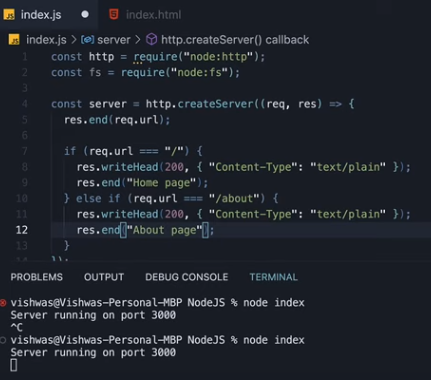 JS index.js
index.html
JS index.js > server > http.createServer() callback
1 const http = require("node:http");
2 const fs = require("node:fs");
3
4 const server = http.createServer((req, res) => {
5 res.end(req.url);
6
7 if (req.url === "/") {
8 res.writeHead(200, { "Content-Type": "text/plain" });
9 res.end("Home page");
10 } else if (req.url === "/about") {
11 res.writeHead(200, { "Content-Type": "text/plain" });
12 res.end("About page");
13 }
14 });
PROBLEMS OUTPUT DEBUG CONSOLE TERMINAL
vishwas@Vishwas-Personal-MBP NodeJS % node index
Server running on port 3000
^C
vishwas@Vishwas-Personal-MBP NodeJS % node index
Server running on port 3000